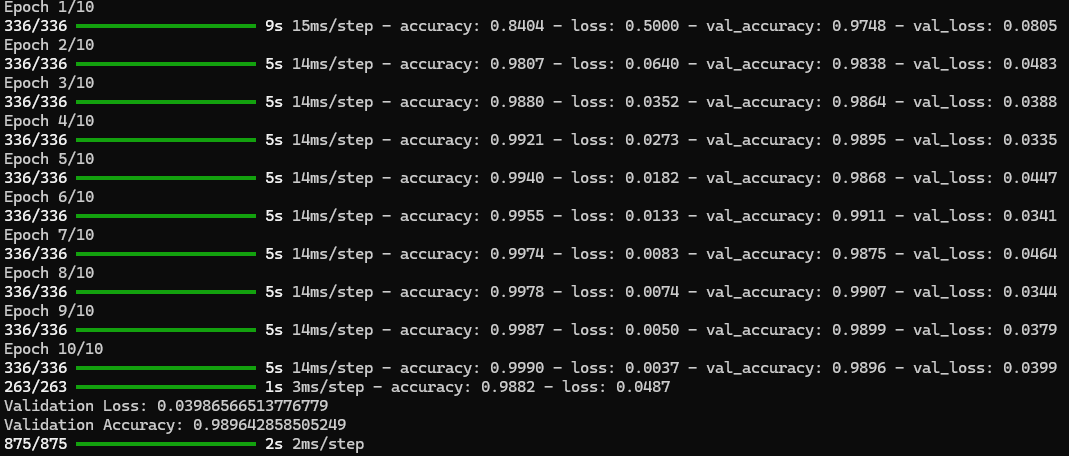 Epoch 1/10
336/336 ━━━━━━━━━━━━━━━━━━━━ 9s 15ms/step - accuracy: 0.8404 - loss: 0.5000 - val_accuracy: 0.9748 - val_loss: 0.0805
Epoch 2/10
336/336 ━━━━━━━━━━━━━━━━━━━━ 5s 14ms/step - accuracy: 0.9807 - loss: 0.0640 - val_accuracy: 0.9838 - val_loss: 0.0483
Epoch 3/10
336/336 ━━━━━━━━━━━━━━━━━━━━ 5s 14ms/step - accuracy: 0.9880 - loss: 0.0352 - val_accuracy: 0.9864 - val_loss: 0.0388
Epoch 4/10
336/336 ━━━━━━━━━━━━━━━━━━━━ 5s 14ms/step - accuracy: 0.9921 - loss: 0.0273 - val_accuracy: 0.9895 - val_loss: 0.0335
Epoch 5/10
336/336 ━━━━━━━━━━━━━━━━━━━━ 5s 14ms/step - accuracy: 0.9940 - loss: 0.0182 - val_accuracy: 0.9868 - val_loss: 0.0447
Epoch 6/10
336/336 ━━━━━━━━━━━━━━━━━━━━ 5s 14ms/step - accuracy: 0.9955 - loss: 0.0133 - val_accuracy: 0.9911 - val_loss: 0.0341
Epoch 7/10
336/336 ━━━━━━━━━━━━━━━━━━━━ 5s 14ms/step - accuracy: 0.9974 - loss: 0.0083 - val_accuracy: 0.9875 - val_loss: 0.0464
Epoch 8/10
336/336 ━━━━━━━━━━━━━━━━━━━━ 5s 14ms/step - accuracy: 0.9978 - loss: 0.0074 - val_accuracy: 0.9907 - val_loss: 0.0344
Epoch 9/10
336/336 ━━━━━━━━━━━━━━━━━━━━ 5s 14ms/step - accuracy: 0.9987 - loss: 0.0050 - val_accuracy: 0.9899 - val_loss: 0.0379
Epoch 10/10
336/336 ━━━━━━━━━━━━━━━━━━━━ 5s 14ms/step - accuracy: 0.9990 - loss: 0.0037 - val_accuracy: 0.9896 - val_loss: 0.0399
263/263 ━━━━━━━━━━━━━━━━━━━━ 1s 3ms/step - accuracy: 0.9882 - loss: 0.0487
Validation Loss: 0.03986566513776779
Validation Accuracy: 0.989642858505249
875/875 ━━━━━━━━━━━━━━━━━━━━ 2s 2ms/step